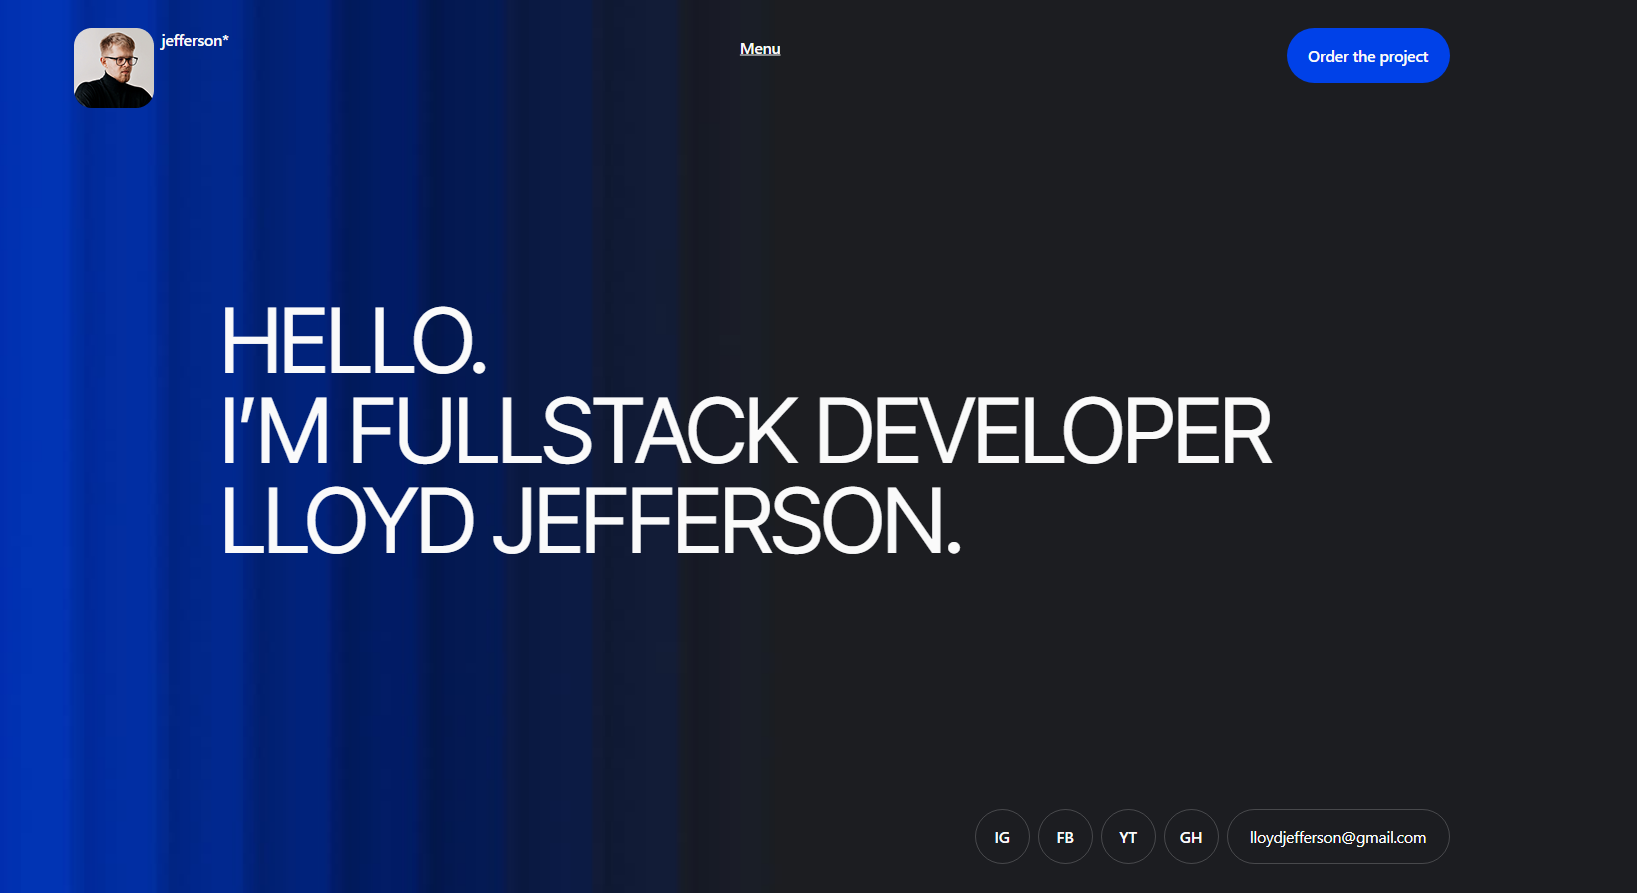 jefferson*
Menu
Order the project
HELLO.
I’M FULLSTACK DEVELOPER
LLOYD JEFFERSON.
IG
FB
YT
GH
lloydjefferson@gmail.com